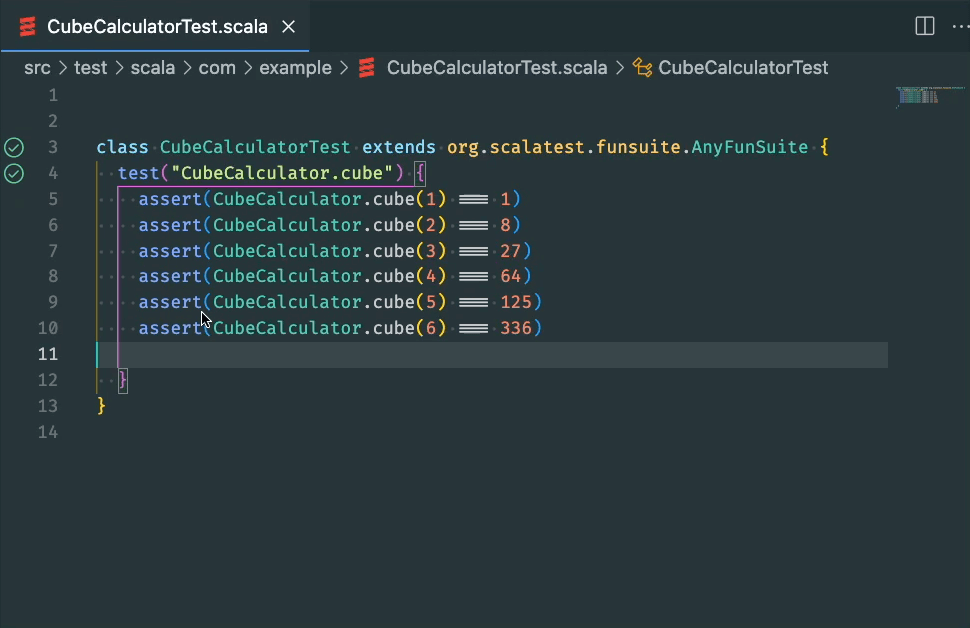 CubeCalculatorTest.scala
src > test > scala > com > example > CubeCalculatorTest.scala > CubeCalculatorTest
1
2
3 class CubeCalculatorTest extends org.scalatest.funsuite.AnyFunSuite {
4 test("CubeCalculator.cube") {
5 assert(CubeCalculator.cube(1) === 1)
6 assert(CubeCalculator.cube(2) === 8)
7 assert(CubeCalculator.cube(3) === 27)
8 assert(CubeCalculator.cube(4) === 64)
9 assert(CubeCalculator.cube(5) === 125)
10 assert(CubeCalculator.cube(6) === 336)
11
12 }
13 }
14